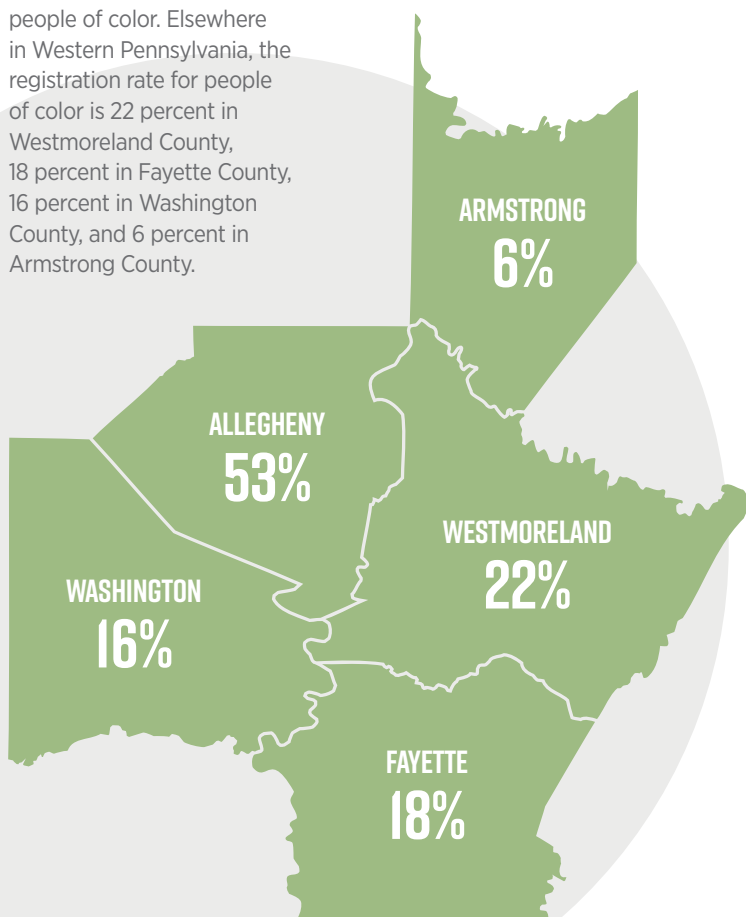 people of color. Elsewhere
in Western Pennsylvania, the
registration rate for people
of color is 22 percent in
Westmoreland County,
18 percent in Fayette County,
16 percent in Washington
County, and 6 percent in
Armstrong County.
ARMSTRONG
6%
ALLEGHENY
53%
WESTMORELAND
22%
WASHINGTON
16%
FAYETTE
18%